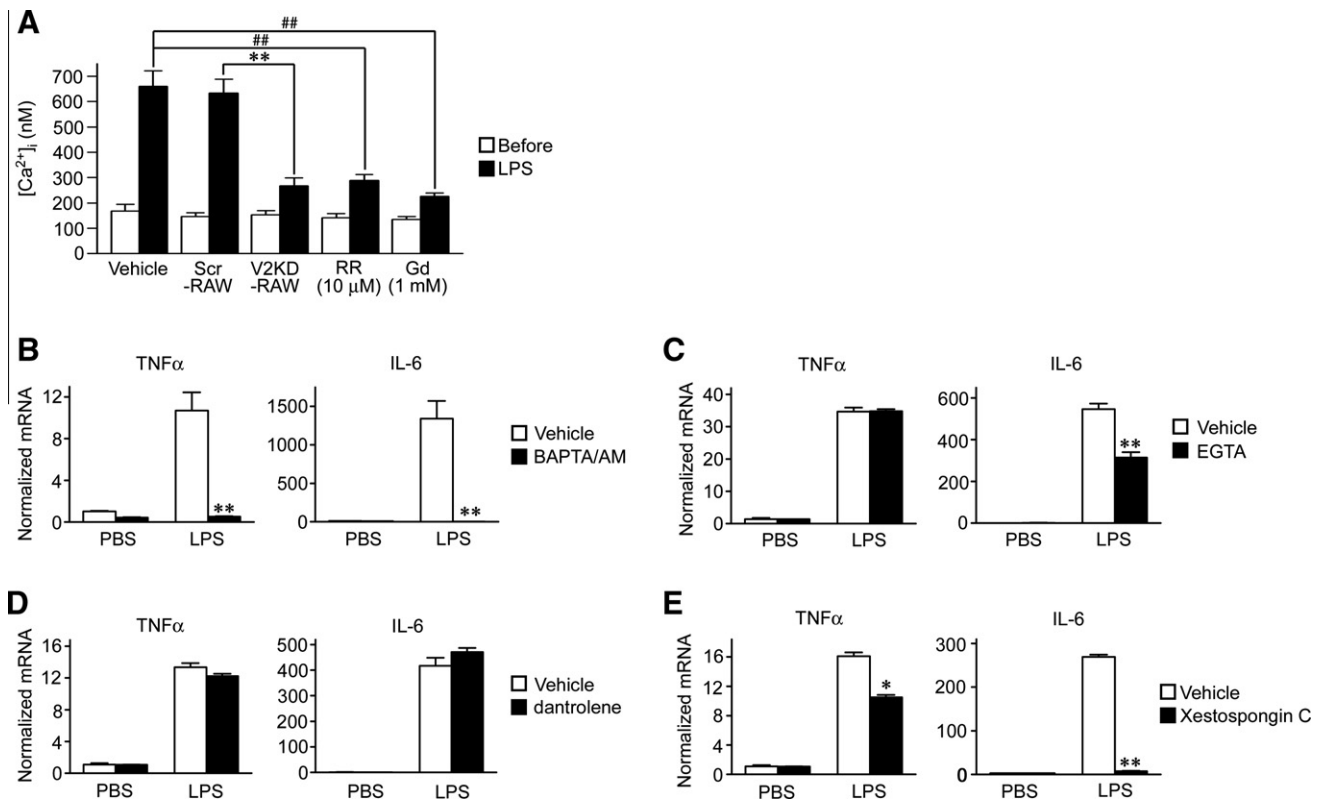 A
##
##
**
700
600
500
400
300
200
100
0
[Ca²⁺]ᵢ (nM)
Before
LPS
Vehicle
Scr
-RAW
V2KD
-RAW
RR
(10 μM)
Gd
(1 mM)
B
TNFα
IL-6
Normalized mRNA
12
8
4
0
**
PBS
LPS
1500
1000
500
0
**
PBS
LPS
Vehicle
BAPTA/AM
C
TNFα
IL-6
Normalized mRNA
40
30
20
10
0
PBS
LPS
600
400
200
0
**
PBS
LPS
Vehicle
EGTA
D
TNFα
IL-6
Normalized mRNA
16
12
8
4
0
PBS
LPS
500
400
300
200
100
0
PBS
LPS
Vehicle
dantrolene
E
TNFα
IL-6
Normalized mRNA
16
12
8
4
0
*
PBS
LPS
300
200
100
0
**
PBS
LPS
Vehicle
Xestospongin C